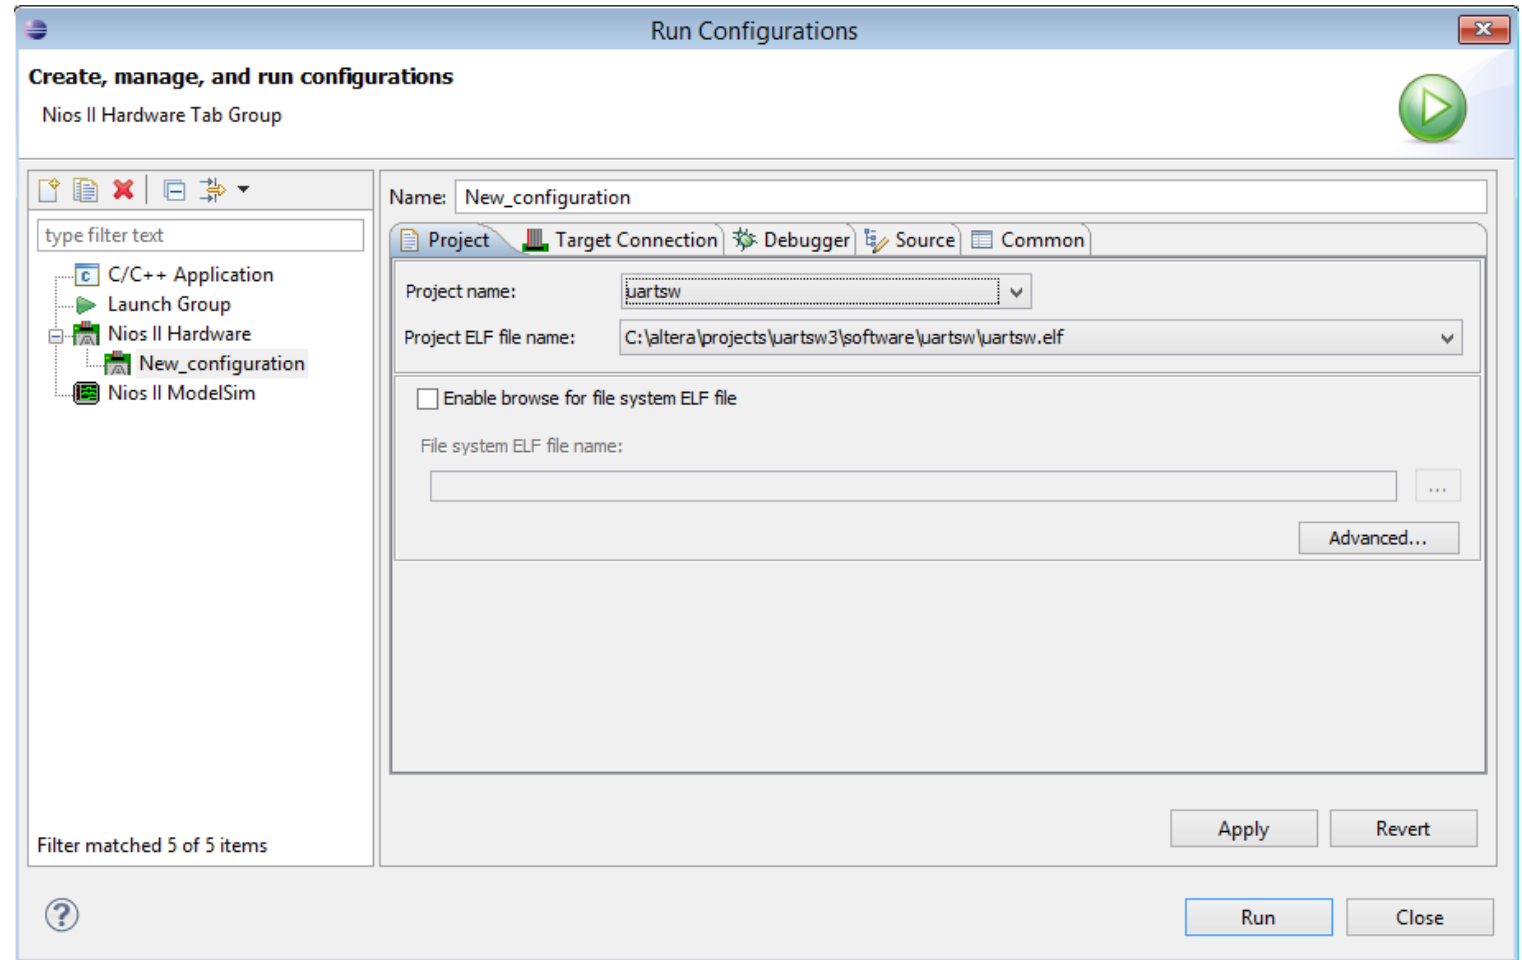 Run Configurations
Create, manage, and run configurations
Nios II Hardware Tab Group
type filter text
C/C++ Application
Launch Group
Nios II Hardware
New_configuration
Nios II ModelSim
Filter matched 5 of 5 items
Name: New_configuration
Project Target Connection Debugger Source Common
Project name: uartsw
Project ELF file name: C:\altera\projects\uartsw3\software\uartsw\uartsw.elf
Enable browse for file system ELF file
File system ELF file name:
...
Advanced...
Apply Revert
? Run Close